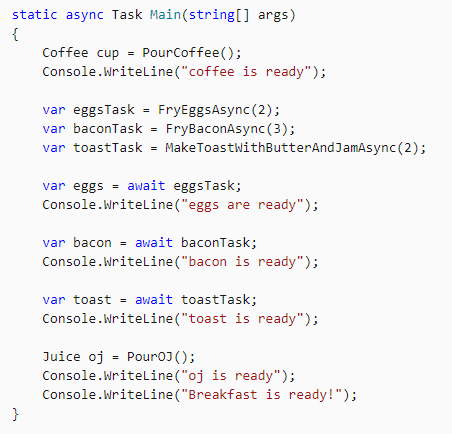 static async Task Main(string[] args)
{
    Coffee cup = PourCoffee();
    Console.WriteLine("coffee is ready");

    var eggsTask = FryEggsAsync(2);
    var baconTask = FryBaconAsync(3);
    var toastTask = MakeToastWithButterAndJamAsync(2);

    var eggs = await eggsTask;
    Console.WriteLine("eggs are ready");

    var bacon = await baconTask;
    Console.WriteLine("bacon is ready");

    var toast = await toastTask;
    Console.WriteLine("toast is ready");

    Juice oj = PourOJ();
    Console.WriteLine("oj is ready");
    Console.WriteLine("Breakfast is ready!");
}